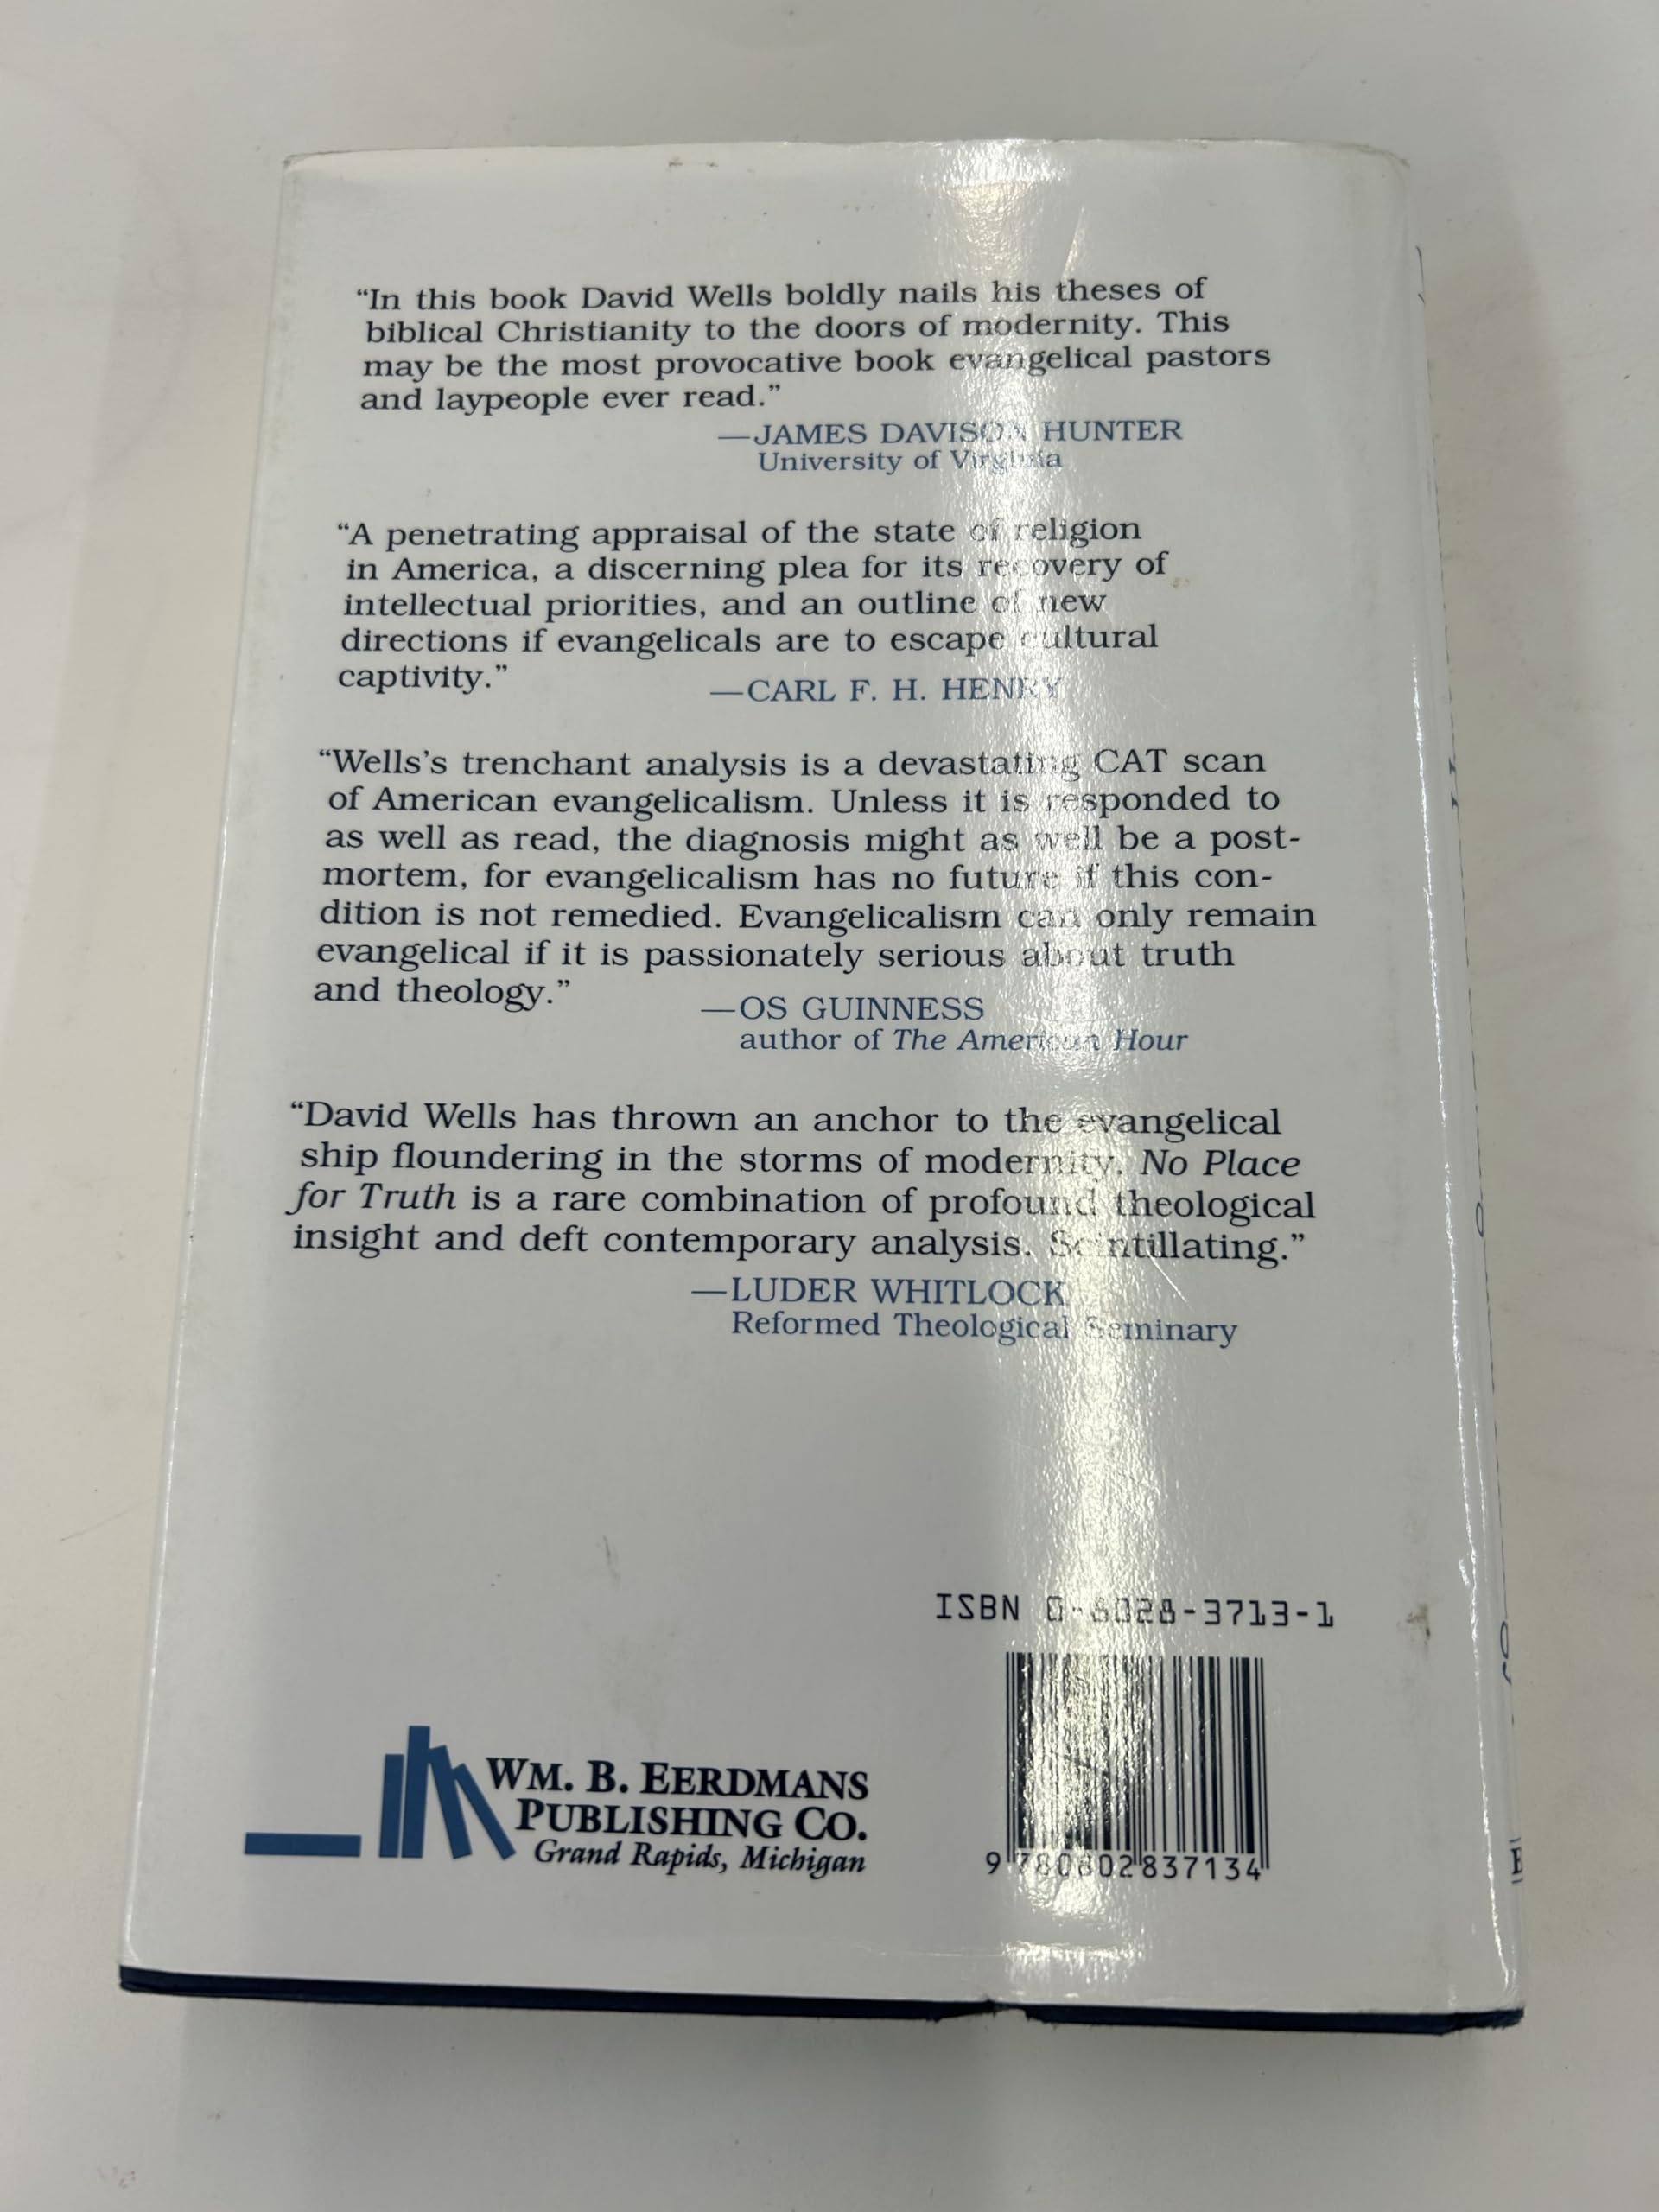 “In this book David Wells boldly nails his theses of
biblical Christianity to the doors of modernity. This
may be the most provocative book evangelical pastors
and laypeople ever read.”
—JAMES DAVISON HUNTER
University of Virginia
“A penetrating appraisal of the state of religion
in America, a discerning plea for its recovery of
intellectual priorities, and an outline of new
directions if evangelicals are to escape cultural
captivity.”
—CARL F. H. HENRY
“Wells’s trenchant analysis is a devastating CAT scan
of American evangelicalism. Unless it is responded to
as well as read, the diagnosis might as well be a post-
mortem, for evangelicalism has no future if this con-
dition is not remedied. Evangelicalism can only remain
evangelical if it is passionately serious about truth
and theology.”
—OS GUINNESS
author of The American Hour
“David Wells has thrown an anchor to the evangelical
ship floundering in the storms of modernity. No Place
for Truth is a rare combination of profound theological
insight and deft contemporary analysis. Scintillating.”
—LUDER WHITLOCK
Reformed Theological Seminary
ISBN 0-8028-3713-1
WM. B. EERDMANS
PUBLISHING CO.
Grand Rapids, Michigan
9 780802 837134